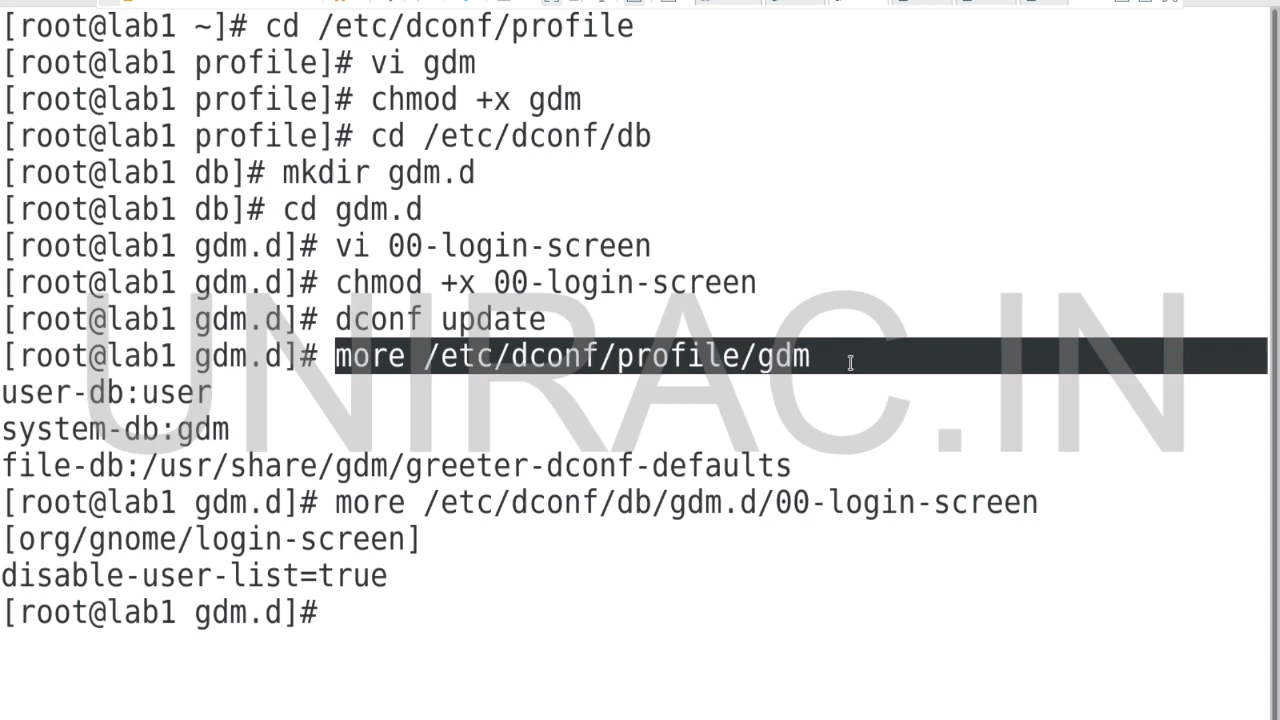 [root@lab1 ~]# cd /etc/dconf/profile
[root@lab1 profile]# vi gdm
[root@lab1 profile]# chmod +x gdm
[root@lab1 profile]# cd /etc/dconf/db
[root@lab1 db]# mkdir gdm.d
[root@lab1 db]# cd gdm.d
[root@lab1 gdm.d]# vi 00-login-screen
[root@lab1 gdm.d]# chmod +x 00-login-screen
[root@lab1 gdm.d]# dconf update
[root@lab1 gdm.d]# more /etc/dconf/profile/gdm
user-db:user
system-db:gdm
file-db:/usr/share/gdm/greeter-dconf-defaults
[root@lab1 gdm.d]# more /etc/dconf/db/gdm.d/00-login-screen
[org/gnome/login-screen]
disable-user-list=true
[root@lab1 gdm.d]#
UNIRAC.IN